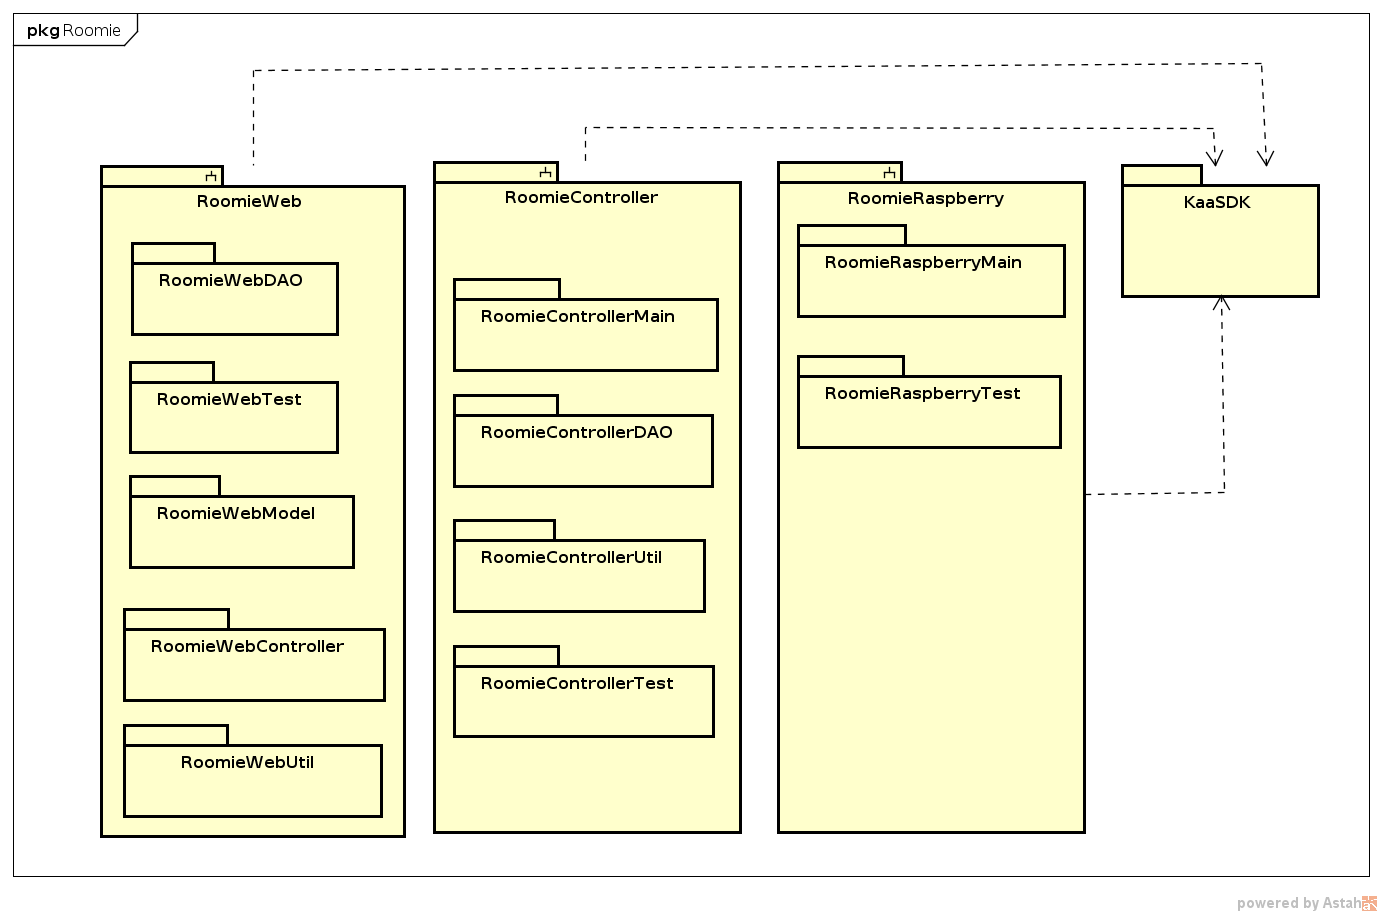 pkg Roomie
RoomieWeb
RoomieWebDAO
RoomieWebTest
RoomieWebModel
RoomieWebController
RoomieWebUtil
RoomieController
RoomieControllerMain
RoomieControllerDAO
RoomieControllerUtil
RoomieControllerTest
RoomieRaspberry
RoomieRaspberryMain
RoomieRaspberryTest
KaaSDK
powered by Astah